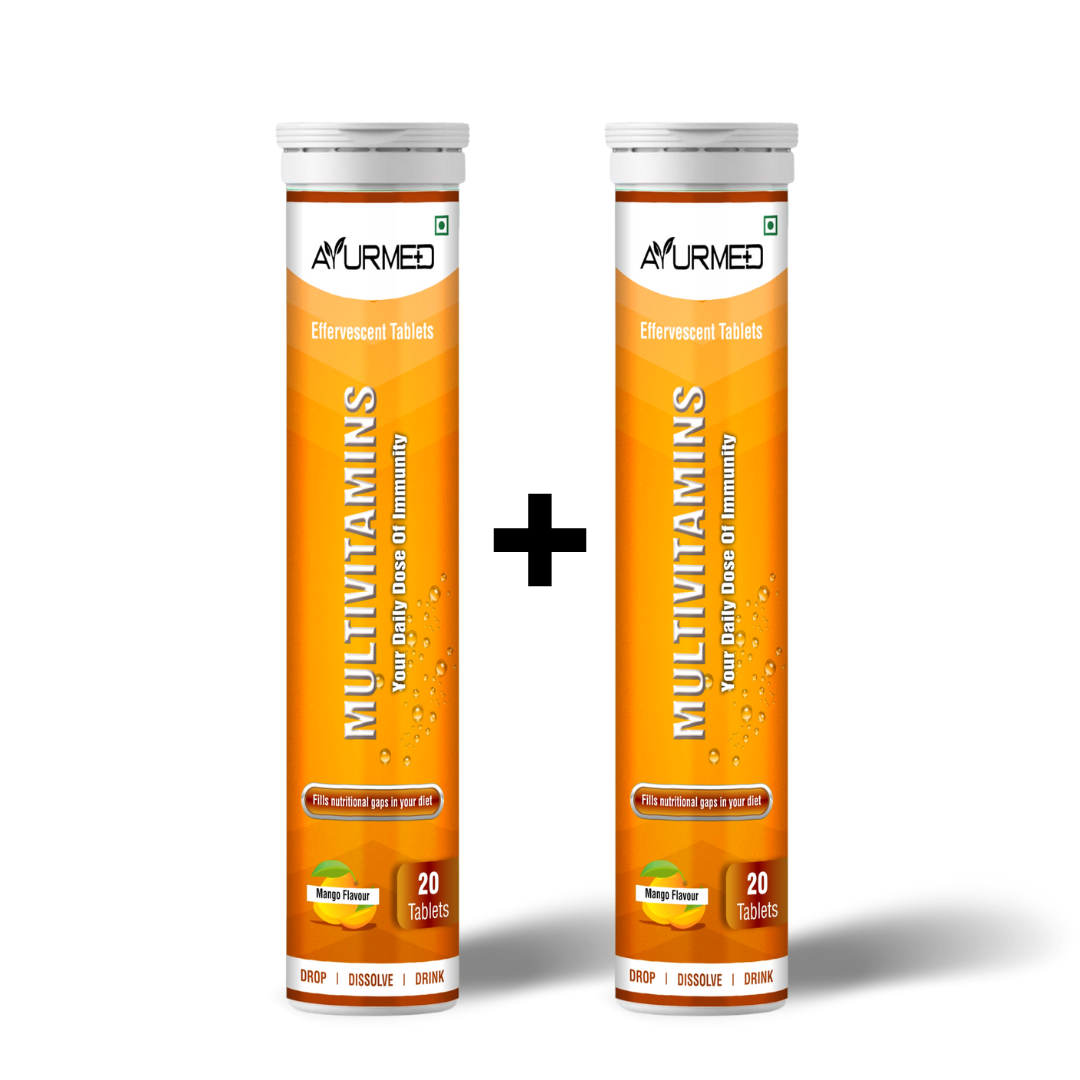 AYURMED
Effervescent Tablets
MULTIVITAMINS
Your Daily Dose Of Immunity
Fills nutritional gaps in your diet
Mango Flavour
20
Tablets
DROP | DISSOLVE | DRINK
+
AYURMED
Effervescent Tablets
MULTIVITAMINS
Your Daily Dose Of Immunity
Fills nutritional gaps in your diet
Mango Flavour
20
Tablets
DROP | DISSOLVE | DRINK